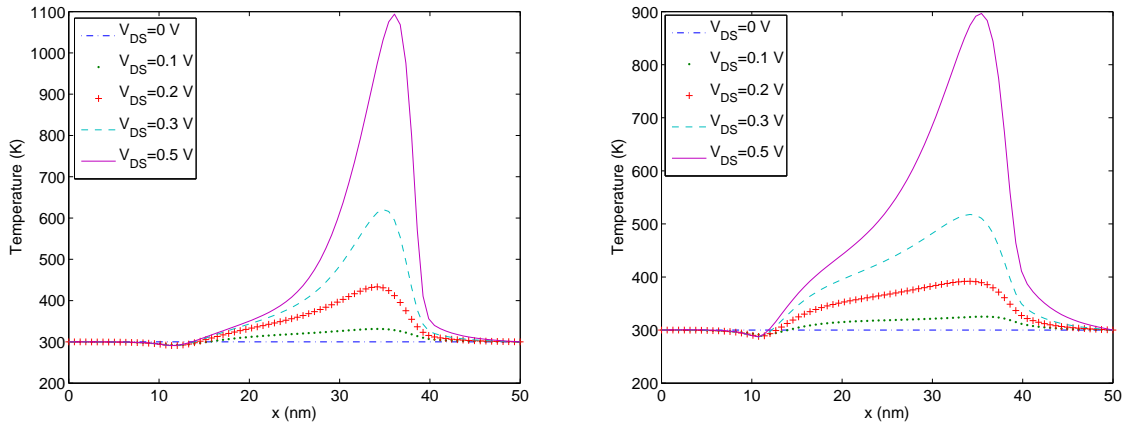 1100
1000
900
800
700
600
500
400
300
200
0
10
20
30
40
50
x (nm)
Temperature (K)
V_DS=0 V
V_DS=0.1 V
V_DS=0.2 V
V_DS=0.3 V
V_DS=0.5 V
900
800
700
600
500
400
300
200
0
10
20
30
40
50
x (nm)
Temperature (K)
V_DS=0 V
V_DS=0.1 V
V_DS=0.2 V
V_DS=0.3 V
V_DS=0.5 V